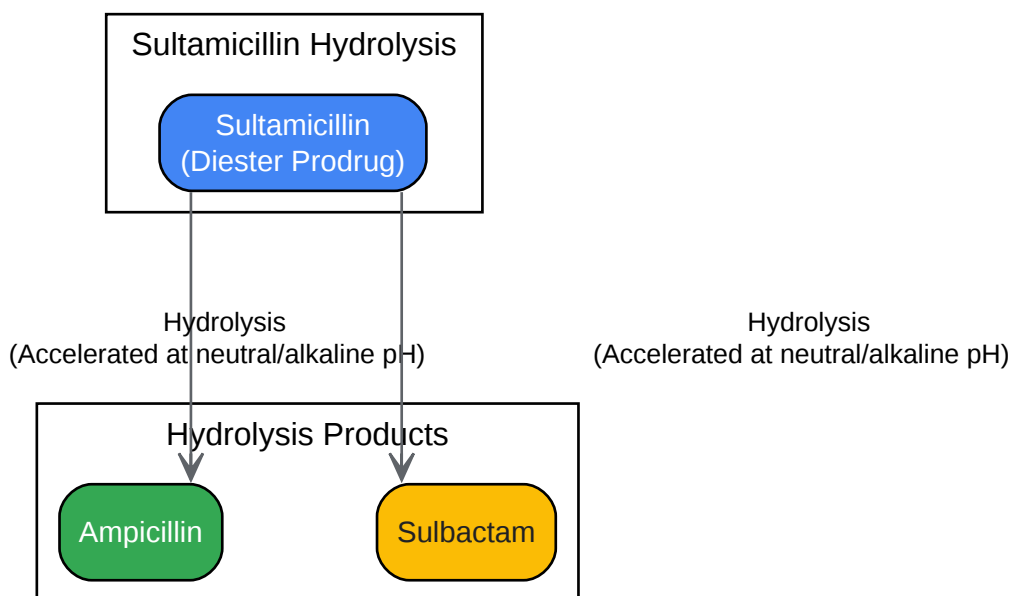 Sultamicillin Hydrolysis
Sultamicillin
(Diester Prodrug)
Hydrolysis
(Accelerated at neutral/alkaline pH)
Hydrolysis
(Accelerated at neutral/alkaline pH)
Hydrolysis Products
Ampicillin
Sulbactam